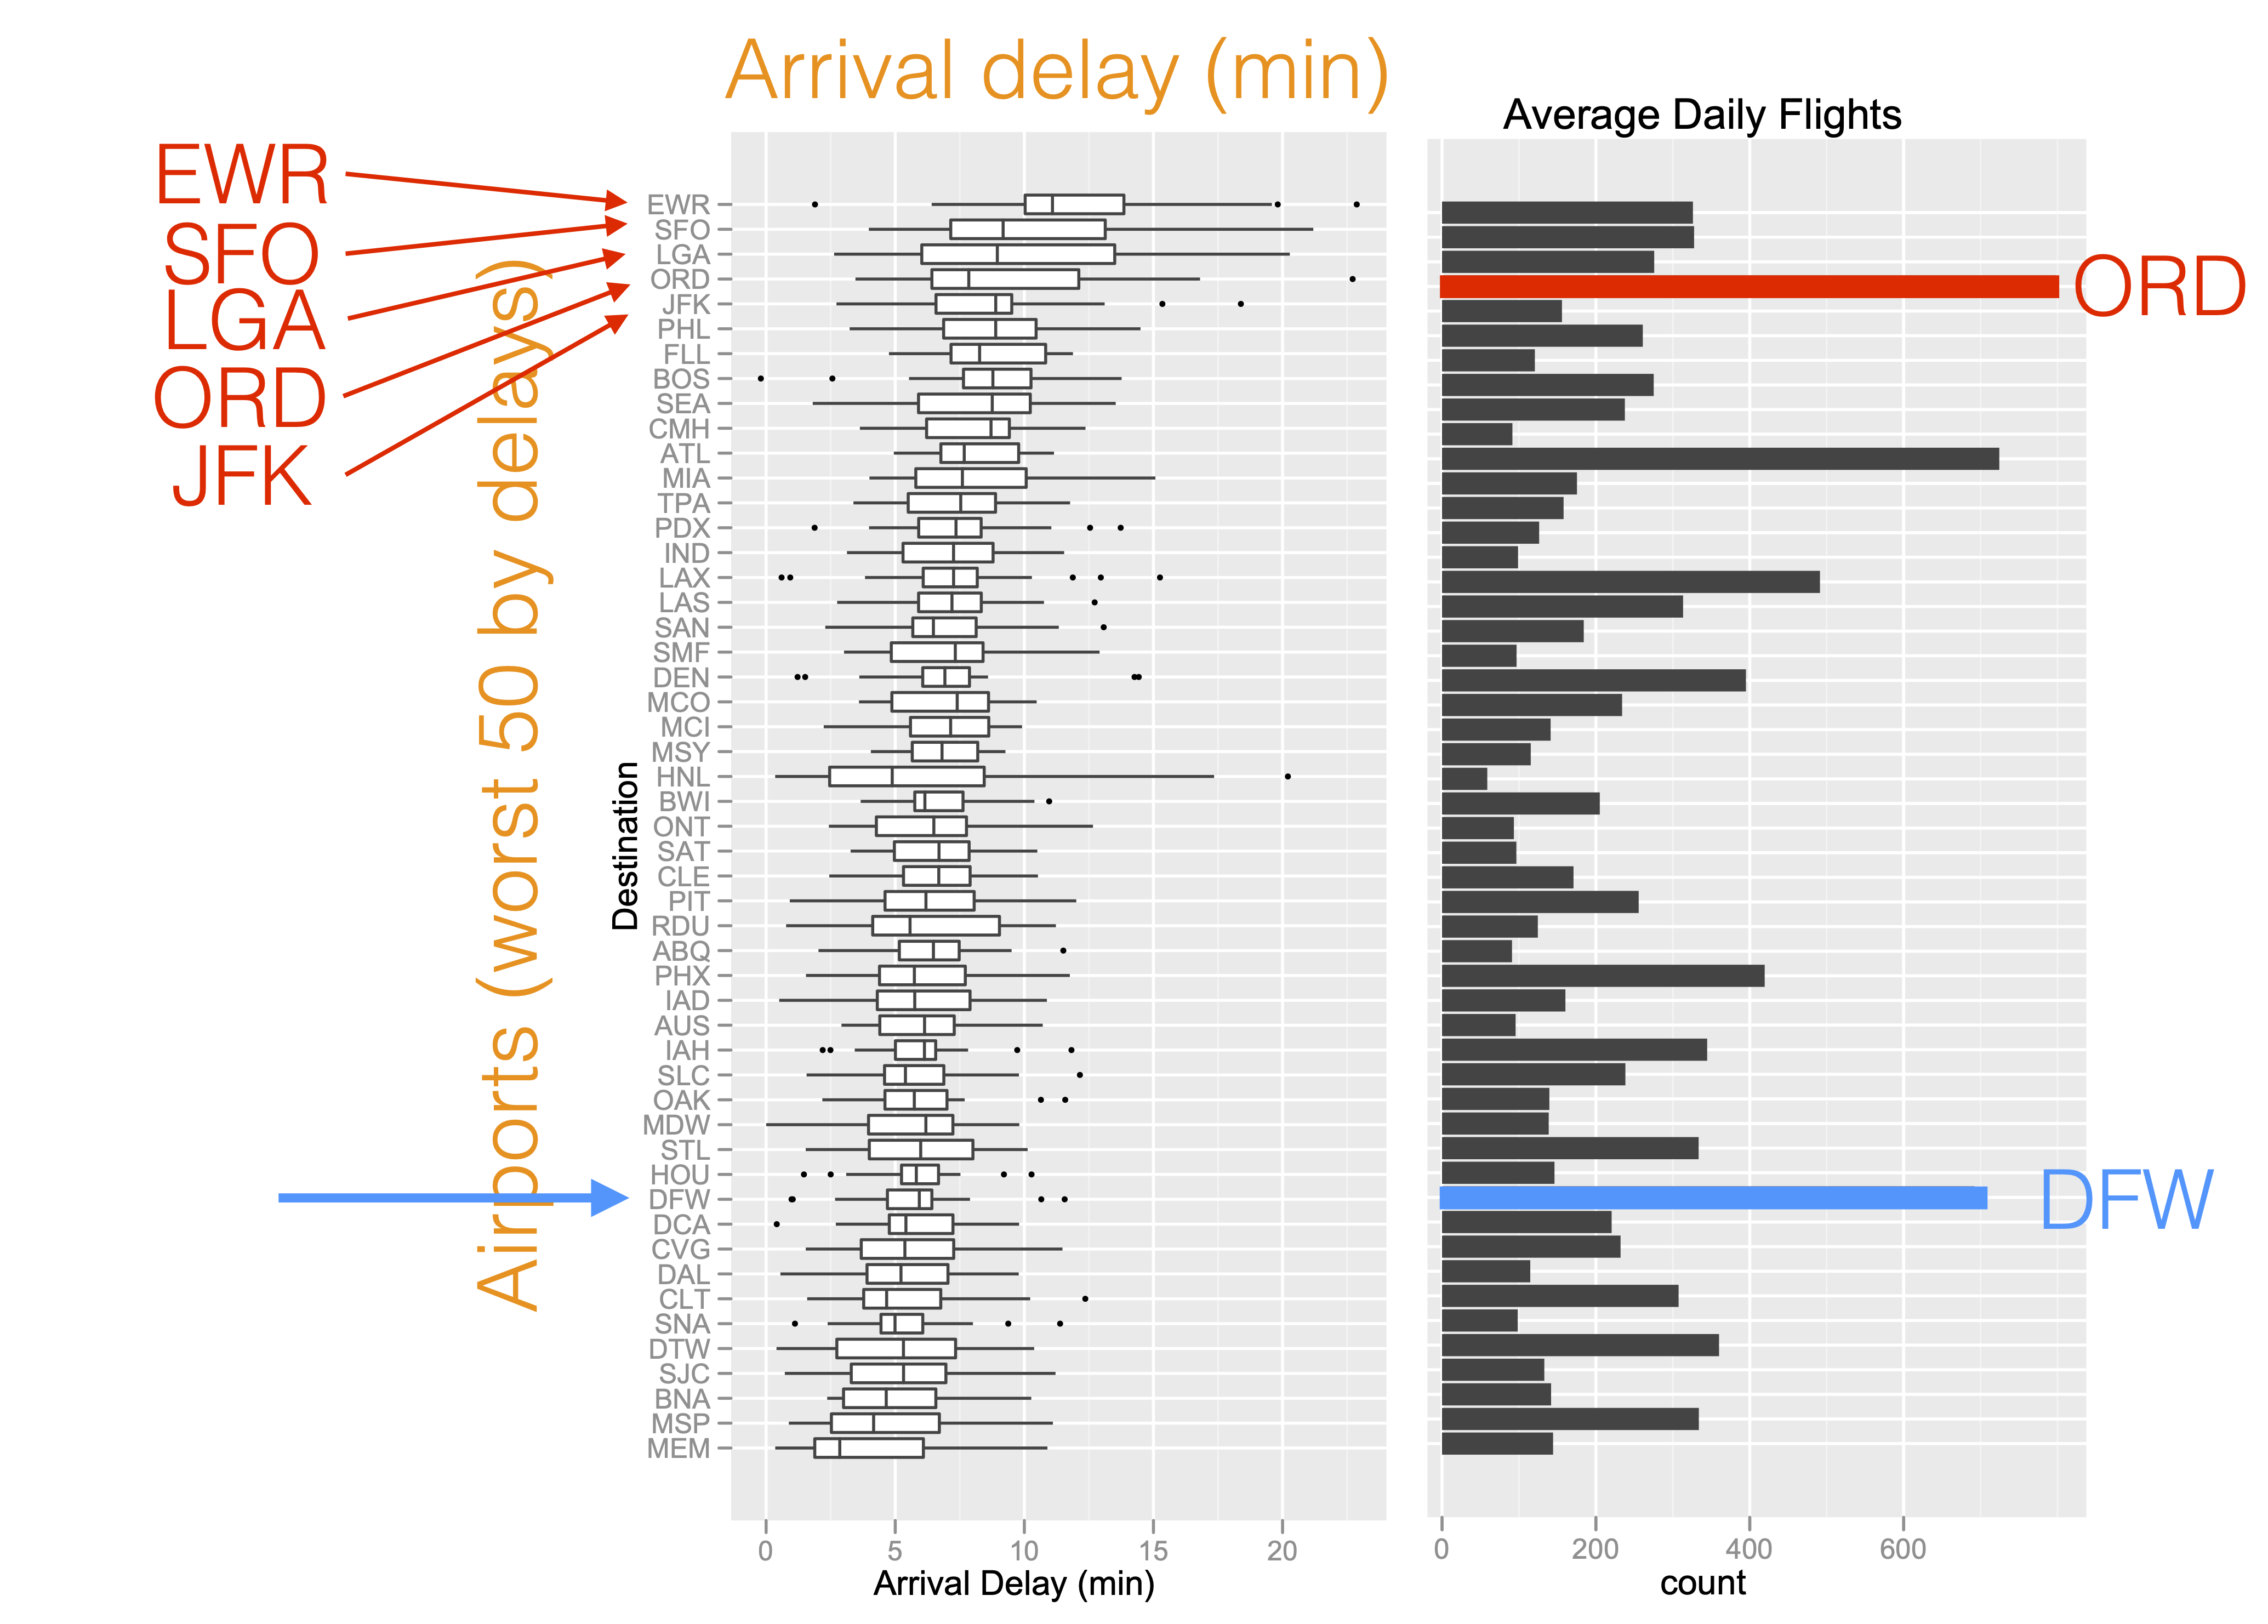 Arrival delay (min)
Average Daily Flights
EWR
SFO
LGA
ORD
JFK
Airports (worst 50 by delays)
Destination
EWR
SFO
LGA
ORD
JFK
PHL
FLL
BOS
SEA
CMH
ATL
MIA
TPA
PDX
IND
LAX
LAS
SAN
SMF
DEN
MCO
MCI
MSY
HNL
BWI
ONT
SAT
CLE
PIT
RDU
ABQ
PHX
IAD
AUS
IAH
SLC
OAK
MDW
STL
HOU
DFW
DCA
CVG
DAL
CLT
SNA
DTW
SJC
BNA
MSP
MEM
0 5 10 15 20
Arrival Delay (min)
ORD
DFW
0 200 400 600
count